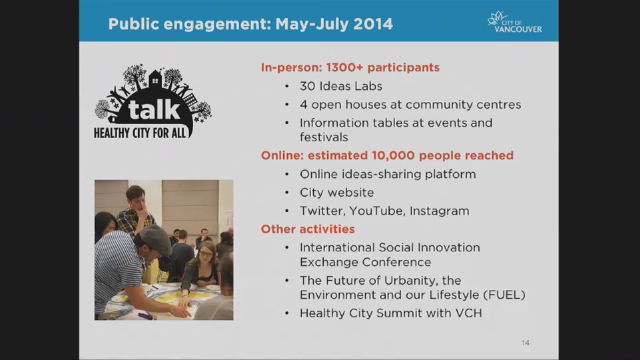 Public engagement: May-July 2014
CITY OF
VANCOUVER
talk
HEALTHY CITY FOR ALL
In-person: 1300+ participants
• 30 Ideas Labs
• 4 open houses at community centres
• Information tables at events and
festivals
Online: estimated 10,000 people reached
• Online ideas-sharing platform
• City website
• Twitter, YouTube, Instagram
Other activities
• International Social Innovation
Exchange Conference
• The Future of Urbanity, the
Environment and our Lifestyle (FUEL)
• Healthy City Summit with VCH
14